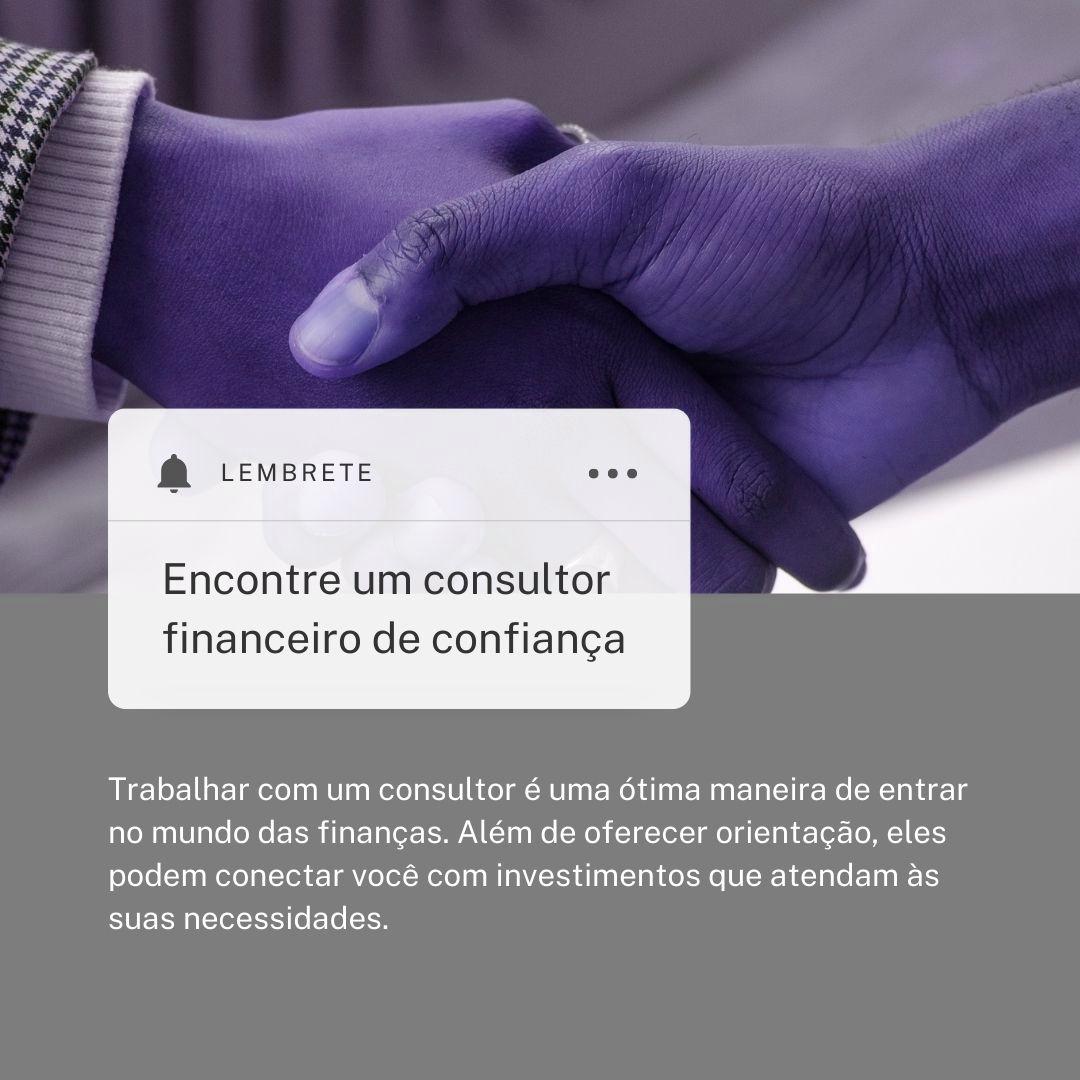 LEMBRETE
Encontre um consultor
financeiro de confiança
Trabalhar com um consultor é uma ótima maneira de entrar
no mundo das finanças. Além de oferecer orientação, eles
podem conectar você com investimentos que atendam às
suas necessidades.